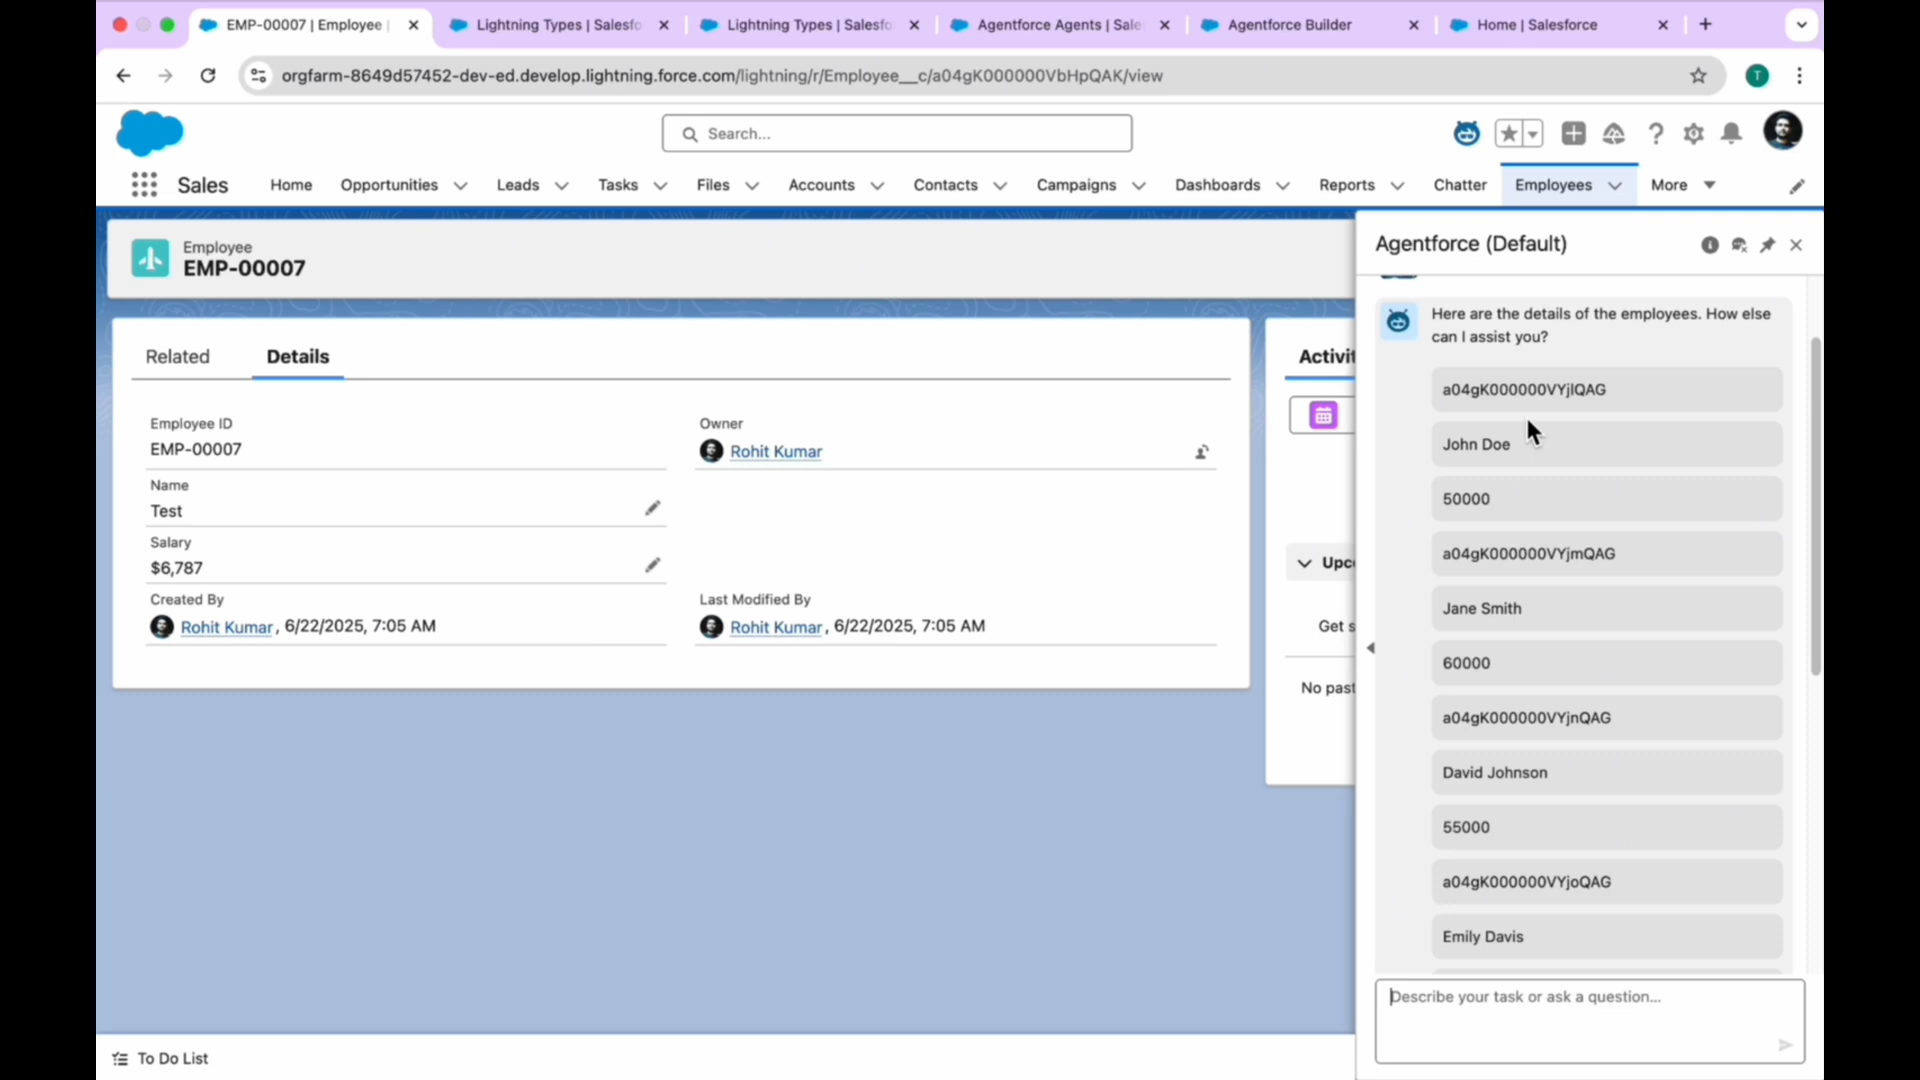 EMP-00007 | Employee |
Lightning Types | Salesfo
Lightning Types | Salesfo
Agentforce Agents | Sale
Agentforce Builder
Home | Salesforce
orgfarm-8649d57452-dev-ed.develop.lightning.force.com/lightning/r/Employee__c/a04gK000000VbHpQAK/view
T
Search...
Sales
Home
Opportunities
Leads
Tasks
Files
Accounts
Contacts
Campaigns
Dashboards
Reports
Chatter
Employees
More
Employee
EMP-00007
Related
Details
Employee ID
EMP-00007
Owner
Rohit Kumar
Name
Test
Salary
$6,787
Created By
Rohit Kumar, 6/22/2025, 7:05 AM
Last Modified By
Rohit Kumar, 6/22/2025, 7:05 AM
Activit
Upco
Get s
No past
Agentforce (Default)
Here are the details of the employees. How else
can I assist you?
a04gK000000VYjlQAG
John Doe
50000
a04gK000000VYjmQAG
Jane Smith
60000
a04gK000000VYjnQAG
David Johnson
55000
a04gK000000VYjoQAG
Emily Davis
Describe your task or ask a question...
To Do List